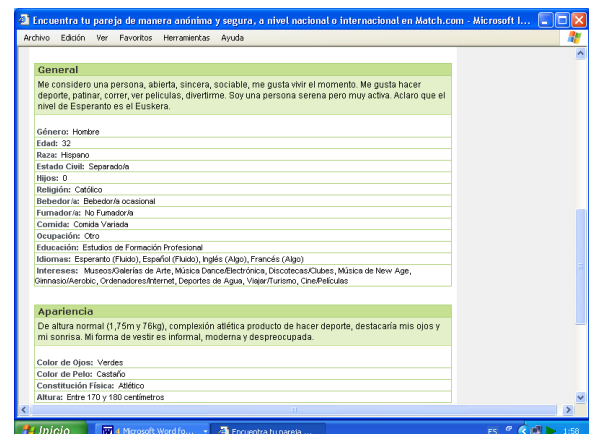 Encuentra tu pareja de manera anónima y segura, a nivel nacional o internacional en Match.com - Microsoft I...
Archivo Edición Ver Favoritos Herramientas Ayuda
General
Me considero una persona, abierta, sincera, sociable, me gusta vivir el momento. Me gusta hacer
deporte, patinar, correr, ver peliculas, divertirme. Soy una persona serena pero muy activa. Aclaro que el
nivel de Esperanto es el Euskera.
Género: Hombre
Edad: 32
Raza: Hispano
Estado Civil: Separado/a
Hijos: 0
Religión: Católico
Bebedor/a: Bebedor/a ocasional
Fumador/a: No Fumador/a
Comida: Comida Variada
Ocupación: Otro
Educación: Estudios de Formación Profesional
Idiomas: Esperanto (Fluido), Español (Fluido), Inglés (Algo), Francés (Algo)
Intereses: Museos/Galerías de Arte, Música Dance/Electrónica, Discotecas/Clubes, Música de New Age,
Gimnasio/Aerobic, Ordenadores/Internet, Deportes de Agua, Viajar/Turismo, Cine/Películas
Apariencia
De altura normal (1,75m y 76kg), complexión atlética producto de hacer deporte, destacaría mis ojos y
mi sonrisa. Mi forma de vestir es informal, moderna y despreocupada.
Color de Ojos: Verdes
Color de Pelo: Castaño
Constitución Física: Atlético
Altura: Entre 170 y 180 centímetros
Inicio 4 Microsoft Word fo... Encuentra tu pareja ... ES 1:58